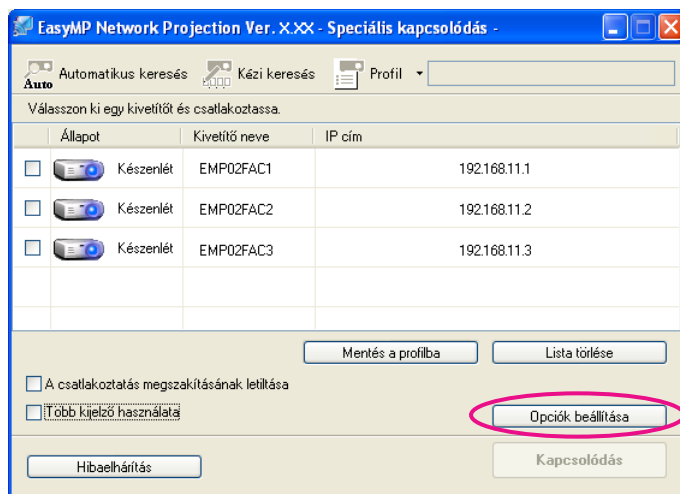 EasyMP Network Projection Ver. X.XX - Speciális kapcsolódás -
Auto Automatikus keresés Kézi keresés Profil
Válasszon ki egy kivetítőt és csatlakoztassa.
Állapot Kivetítő neve IP cím
Készenlét EMP02FAC1 192.168.11.1
Készenlét EMP02FAC2 192.168.11.2
Készenlét EMP02FAC3 192.168.11.3
Mentés a profilba Lista törlése
A csatlakoztatás megszakításának letiltása
Több kijelző használata
Opciók beállítása
Hibaelhárítás Kapcsolódás